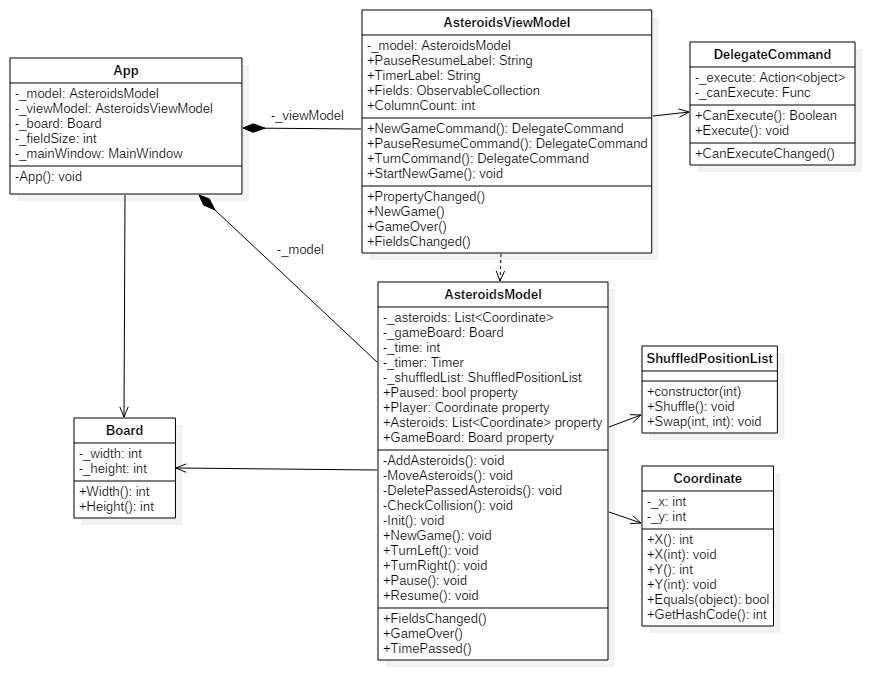 App
-_model: AsteroidsModel
-_viewModel: AsteroidsViewModel
-_board: Board
-_fieldSize: int
-_mainWindow: MainWindow
-App(): void
-_viewModel
-_model
AsteroidsViewModel
-_model: AsteroidsModel
+PauseResumeLabel: String
+TimerLabel: String
+Fields: ObservableCollection
+ColumnCount: int
+NewGameCommand(): DelegateCommand
+PauseResumeCommand(): DelegateCommand
+TurnCommand(): DelegateCommand
+StartNewGame(): void
+PropertyChanged()
+NewGame()
+GameOver()
+FieldsChanged()
DelegateCommand
-_execute: Action<object>
-_canExecute: Func
+CanExecute(): Boolean
+Execute(): void
+CanExecuteChanged()
Board
-_width: int
-_height: int
+Width(): int
+Height(): int
AsteroidsModel
-_asteroids: List<Coordinate>
-_gameBoard: Board
-_time: int
-_timer: Timer
-_shuffledList: ShuffledPositionList
+Paused: bool property
+Player: Coordinate property
+Asteroids: List<Coordinate> property
+GameBoard: Board property
-AddAsteroids(): void
-MoveAsteroids(): void
-DeletePassedAsteroids(): void
-CheckCollision(): void
-Init(): void
+NewGame(): void
+TurnLeft(): void
+TurnRight(): void
+Pause(): void
+Resume(): void
+FieldsChanged()
+GameOver()
+TimePassed()
ShuffledPositionList
+constructor(int)
+Shuffle(): void
+Swap(int, int): void
Coordinate
-_x: int
-_y: int
+X(): int
+X(int): void
+Y(): int
+Y(int): void
+Equals(object): bool
+GetHashCode(): int